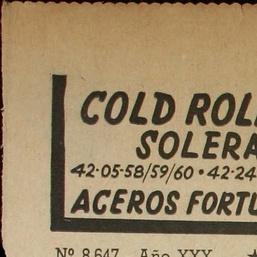 COLD ROL
SOLERA
42-05-58/59/60 • 42-24
ACEROS FORTU
Nº 8.647 Año XXX